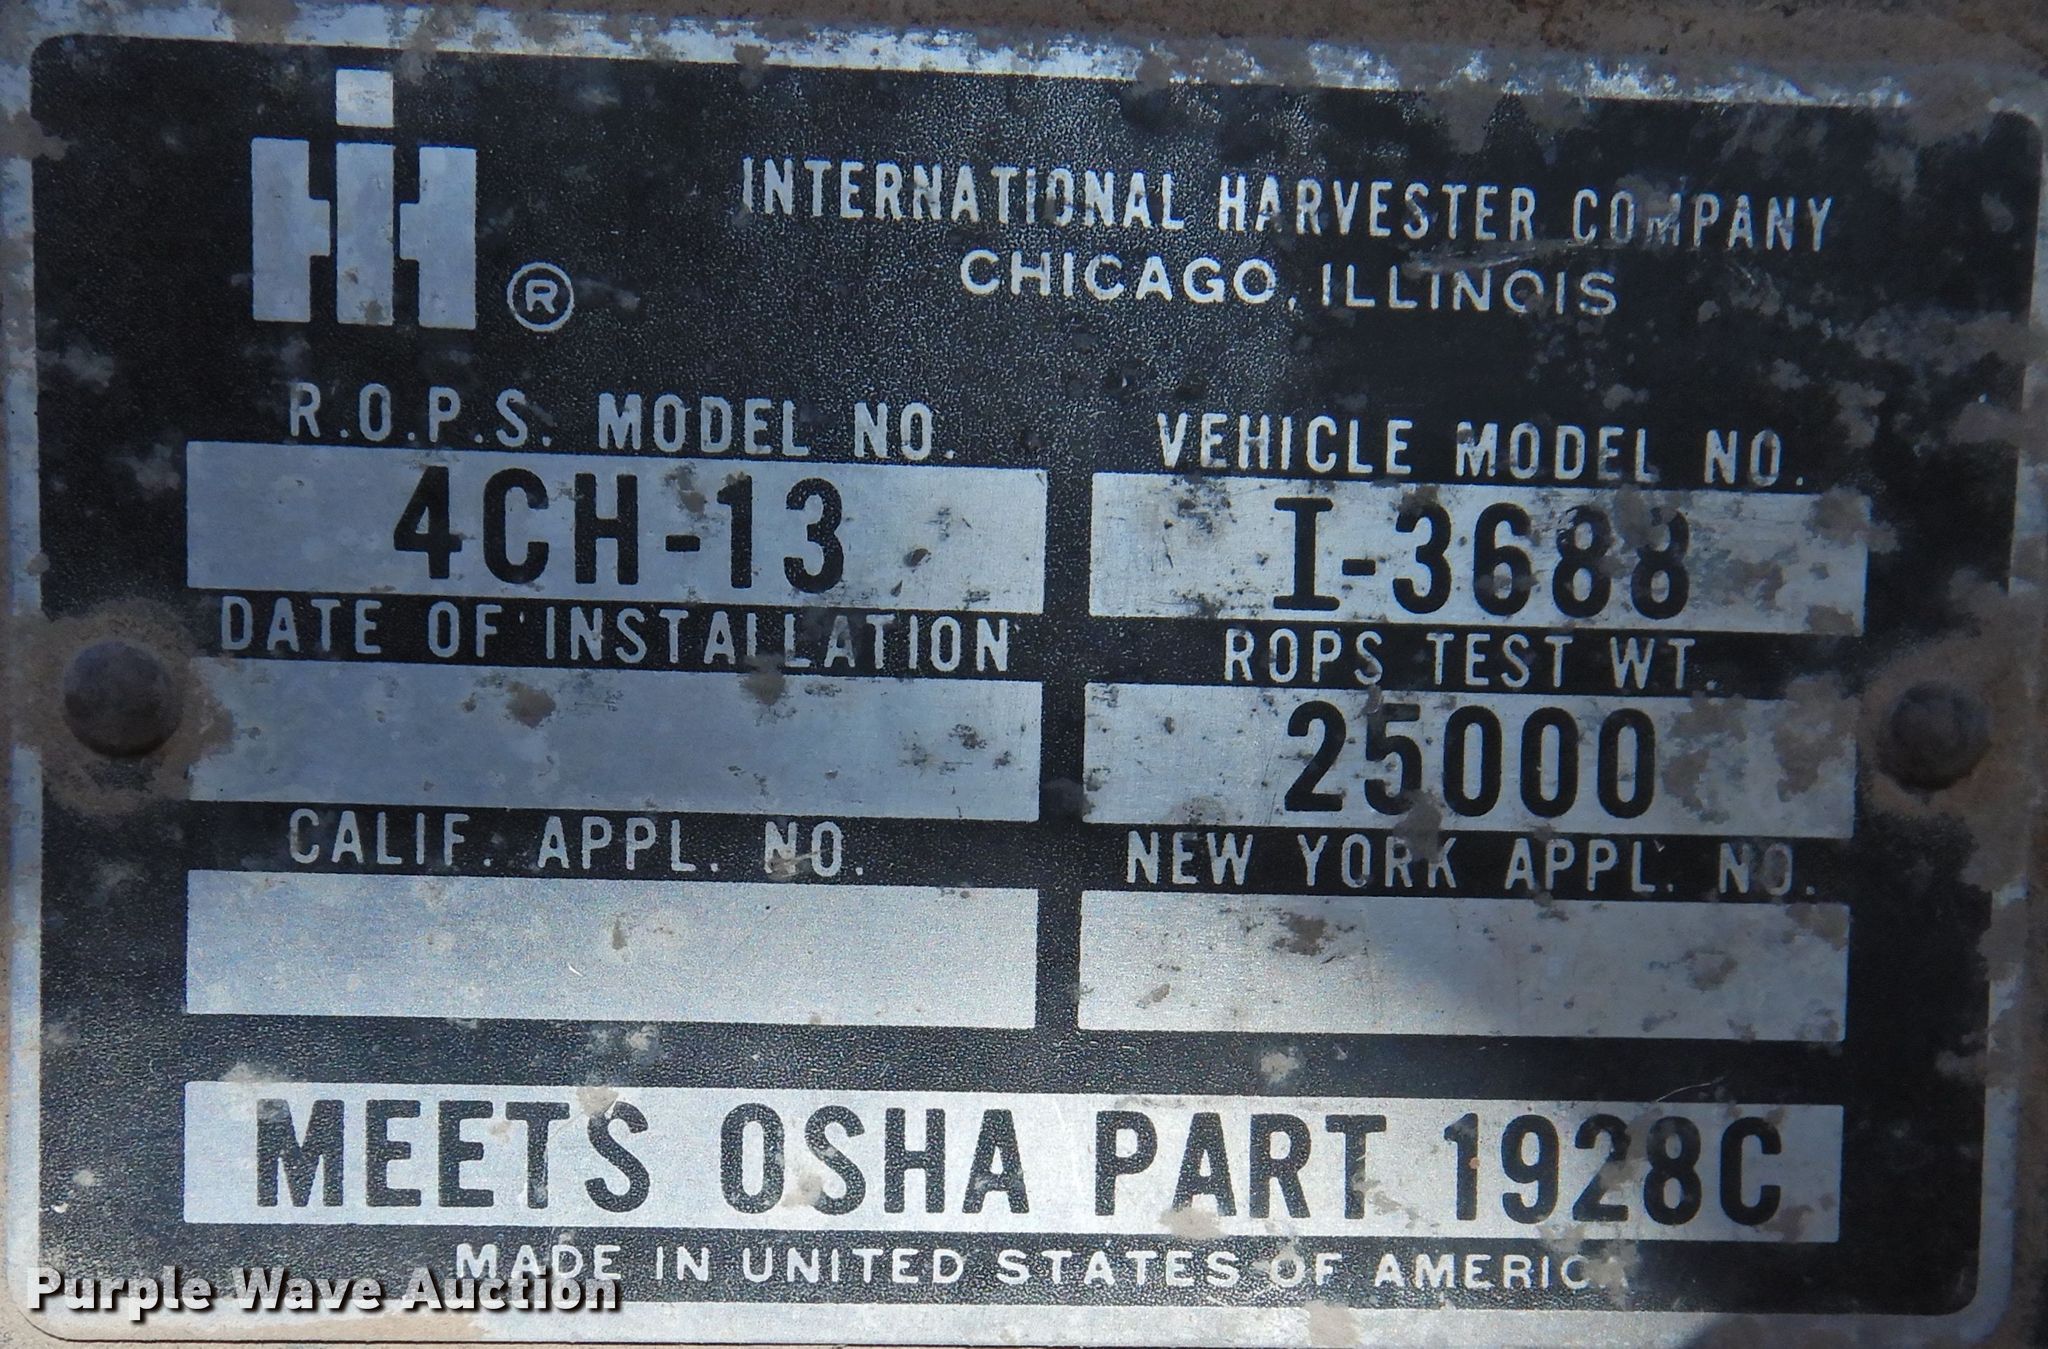 IH ®
INTERNATIONAL HARVESTER COMPANY
CHICAGO, ILLINOIS
R.O.P.S. MODEL NO.
4CH-13
VEHICLE MODEL NO.
I-3688
DATE OF INSTALLATION
ROPS TEST WT.
25000
CALIF. APPL. NO.
NEW YORK APPL. NO.
MEETS OSHA PART 1928C
MADE IN UNITED STATES OF AMERICA
Purple Wave Auction